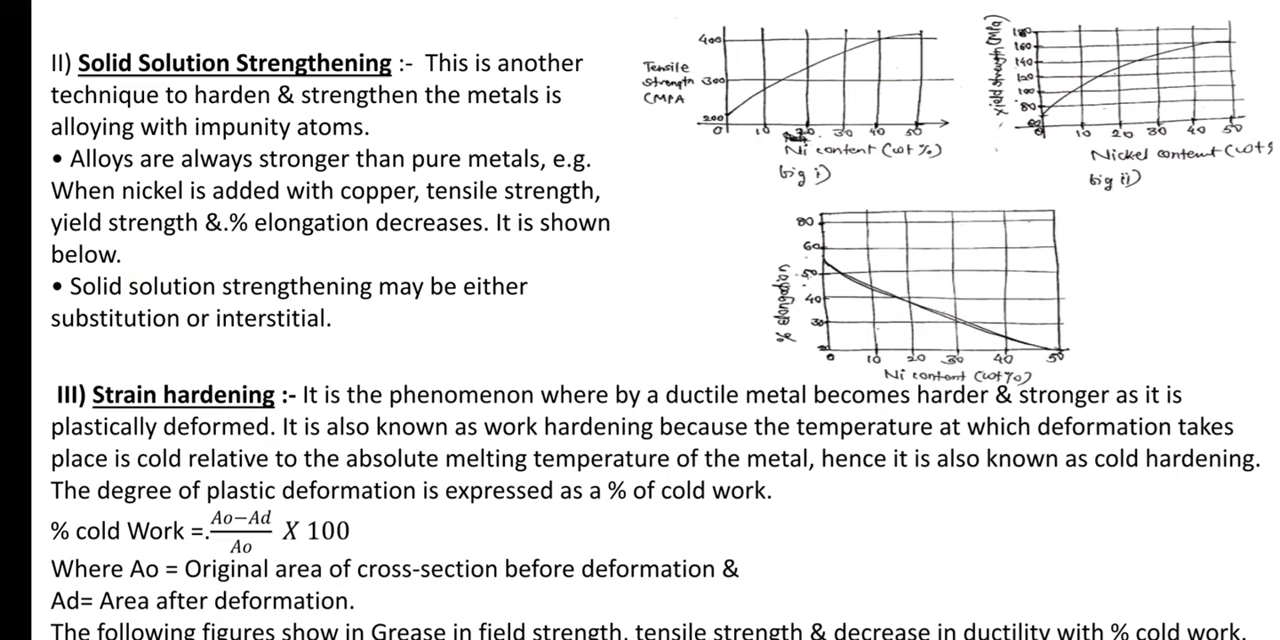 II) Solid Solution Strengthening :- This is another
technique to harden & strengthen the metals is
alloying with impunity atoms.
• Alloys are always stronger than pure metals, e.g.
When nickel is added with copper, tensile strength,
yield strength &.% elongation decreases. It is shown
below.
• Solid solution strengthening may be either
substitution or interstitial.
400
Tensile
Strength 300
CMPA
200
0 10 30 40 50
Ni content (wt %)
fig i)
Yield strength (MPa)
180
160
140
120
100
80
60
0 10 20 30 40 50
Nickel content (wt%
fig ii)
% elongation
80
60
50
40
30
20
0 10 20 30 40 50
Ni content (wt %)
III) Strain hardening :- It is the phenomenon where by a ductile metal becomes harder & stronger as it is
plastically deformed. It is also known as work hardening because the temperature at which deformation takes
place is cold relative to the absolute melting temperature of the metal, hence it is also known as cold hardening.
The degree of plastic deformation is expressed as a % of cold work.
% cold Work =. Ao−Ad / Ao X 100
Where Ao = Original area of cross-section before deformation &
Ad= Area after deformation.
The following figures show in Grease in field strength, tensile strength & decrease in ductility with % cold work.